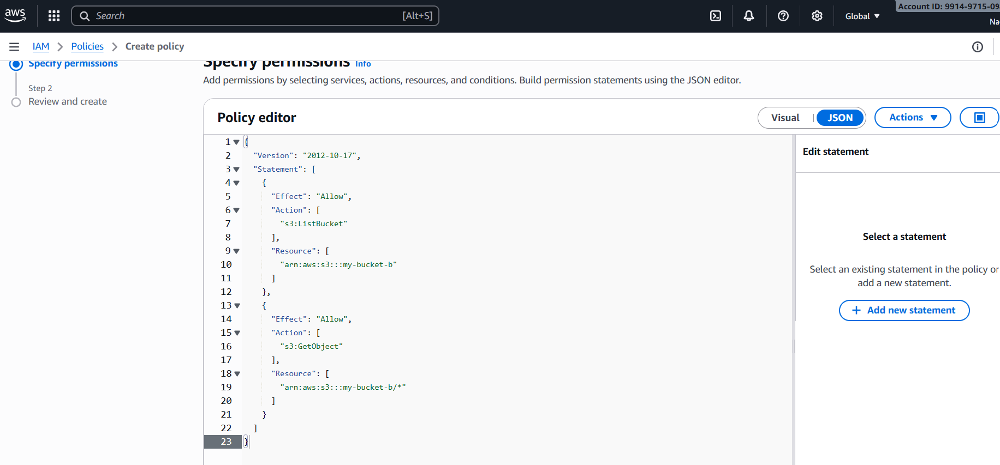 aws
Search [Alt+S]
Global
Account ID: 9914-9715-09
Na
IAM
Policies
Create policy
Specify permissions
Step 2
Review and create
Specify permissions Info
Add permissions by selecting services, actions, resources, and conditions. Build permission statements using the JSON editor.
Policy editor
Visual | JSON
Actions
1 {
2 "Version": "2012-10-17",
3 "Statement": [
4 {
5 "Effect": "Allow",
6 "Action": [
7 "s3:ListBucket"
8 ],
9 "Resource": [
10 "arn:aws:s3:::my-bucket-b"
11 ]
12 },
13 {
14 "Effect": "Allow",
15 "Action": [
16 "s3:GetObject"
17 ],
18 "Resource": [
19 "arn:aws:s3:::my-bucket-b/*"
20 ]
21 }
22 ]
23 }
Edit statement
Select a statement
Select an existing statement in the policy or
add a new statement.
+ Add new statement